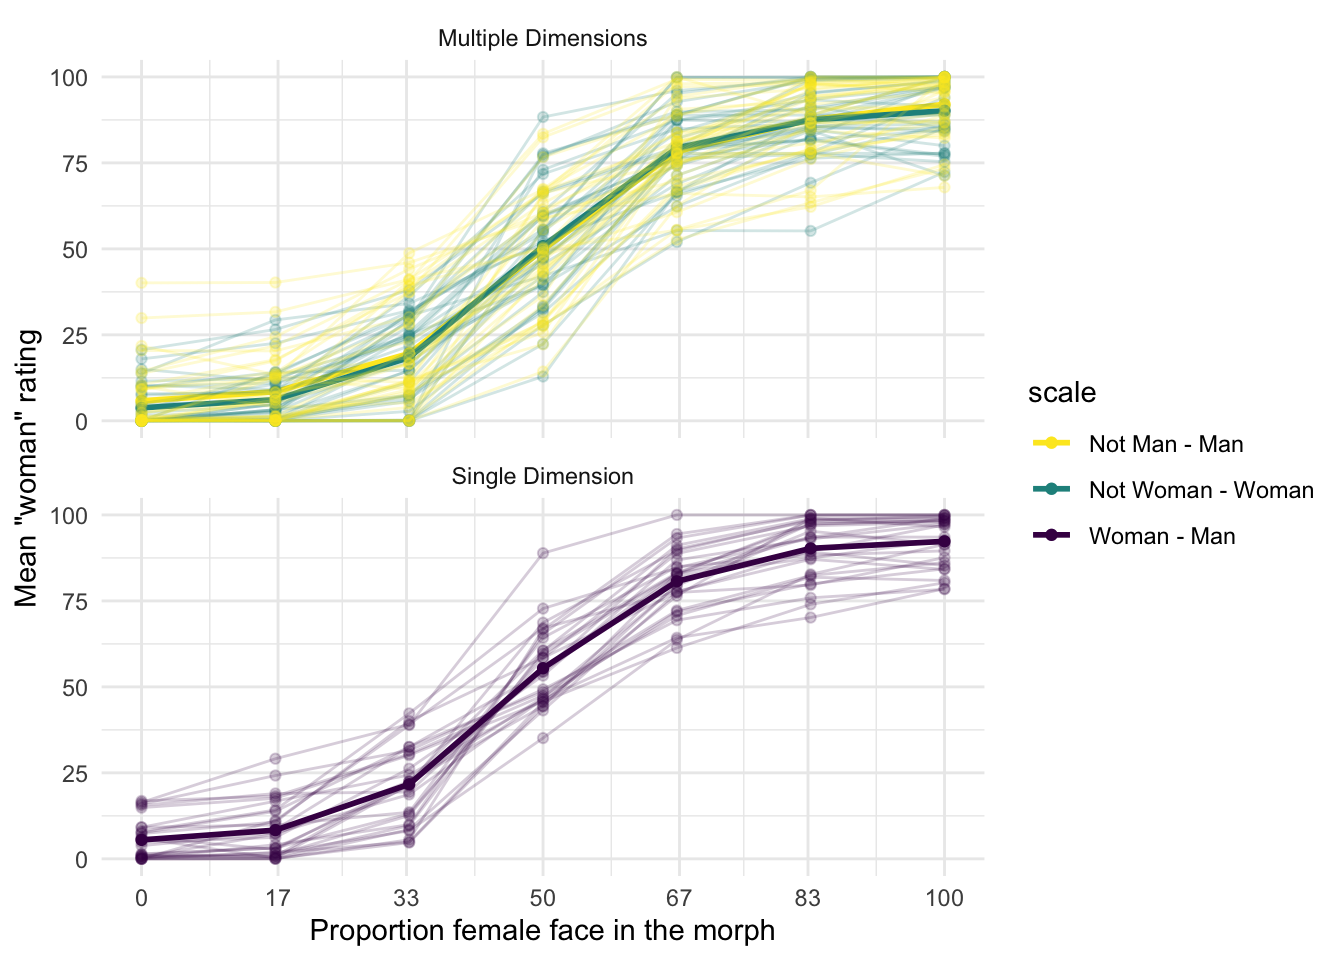 Multiple Dimensions
100
75
50
25
0
Single Dimension
100
75
50
25
0
0 17 33 50 67 83 100
Proportion female face in the morph
Mean "woman" rating
scale
Not Man - Man
Not Woman - Woman
Woman - Man